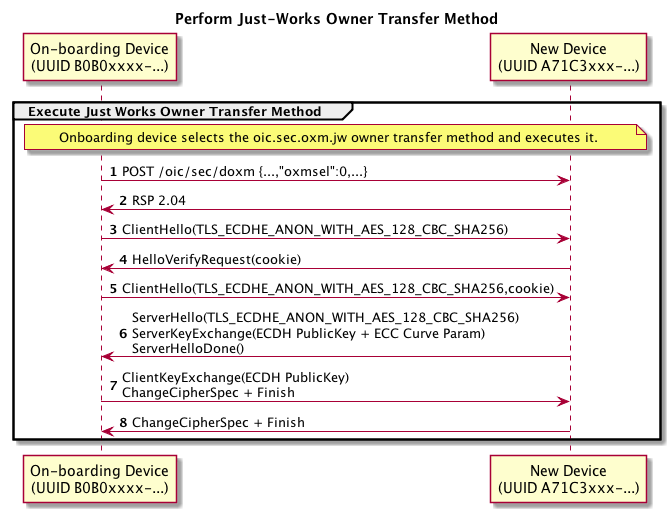 Perform Just-Works Owner Transfer Method
On-boarding Device
(UUID B0B0xxxx-...)
New Device
(UUID A71C3xxx-...)
Execute Just Works Owner Transfer Method
Onboarding device selects the oic.sec.oxm.jw owner transfer method and executes it.
1 POST /oic/sec/doxm {...,"oxmsel":0,...}
2 RSP 2.04
3 ClientHello(TLS_ECDHE_ANON_WITH_AES_128_CBC_SHA256)
4 HelloVerifyRequest(cookie)
5 ClientHello(TLS_ECDHE_ANON_WITH_AES_128_CBC_SHA256,cookie)
ServerHello(TLS_ECDHE_ANON_WITH_AES_128_CBC_SHA256)
6 ServerKeyExchange(ECDH PublicKey + ECC Curve Param)
ServerHelloDone()
7 ClientKeyExchange(ECDH PublicKey)
ChangeCipherSpec + Finish
8 ChangeCipherSpec + Finish
On-boarding Device
(UUID B0B0xxxx-...)
New Device
(UUID A71C3xxx-...)